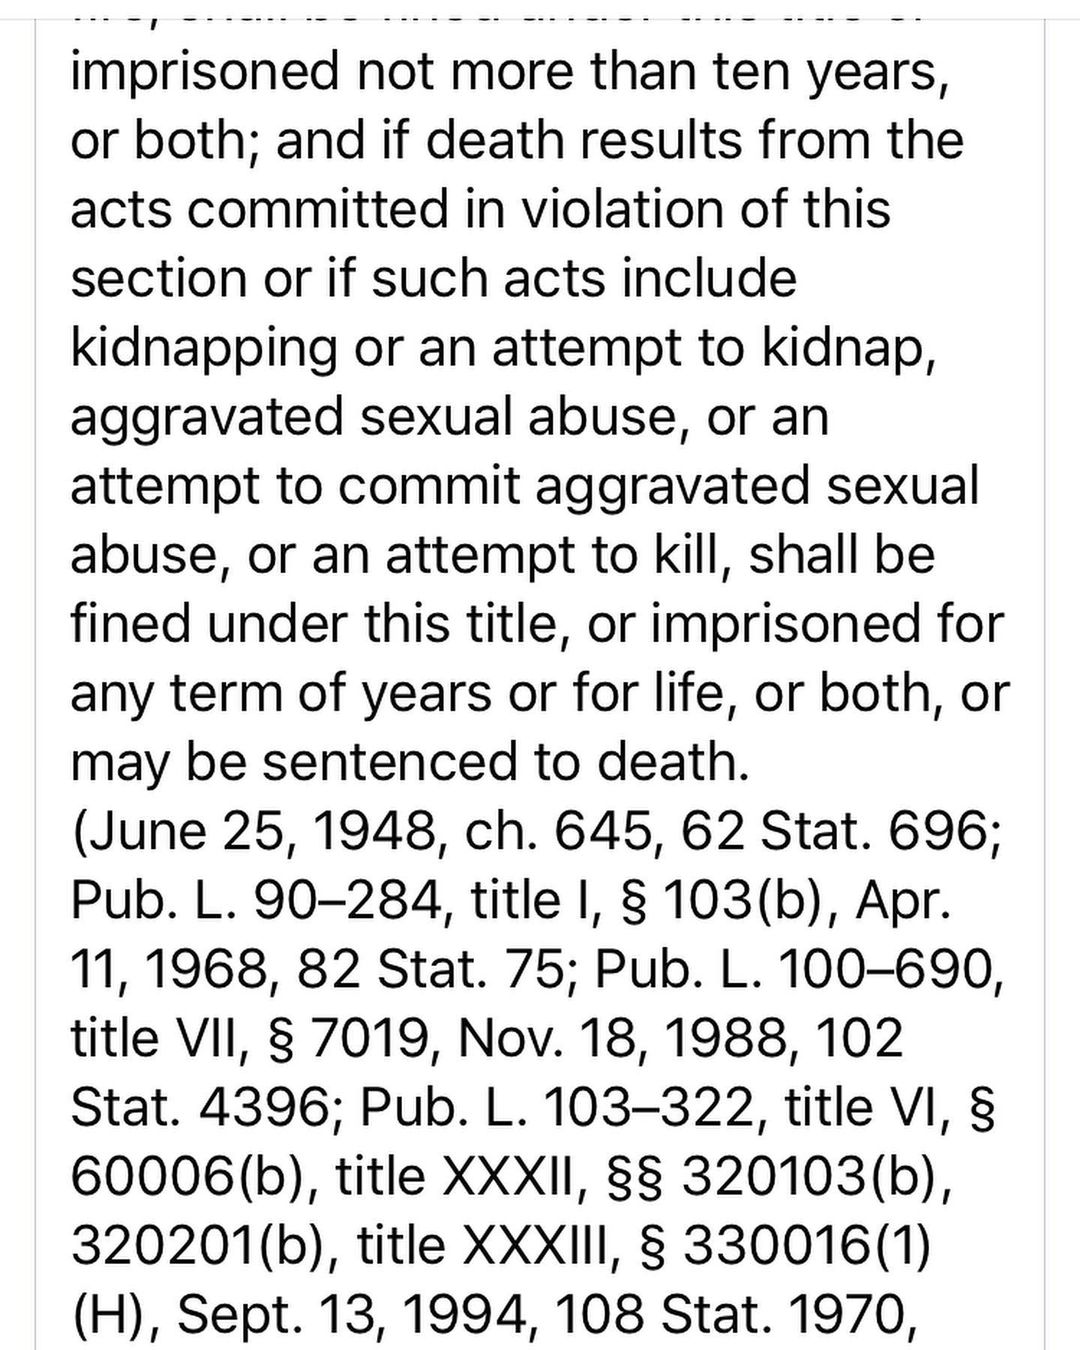 imprisoned not more than ten years,
or both; and if death results from the
acts committed in violation of this
section or if such acts include
kidnapping or an attempt to kidnap,
aggravated sexual abuse, or an
attempt to commit aggravated sexual
abuse, or an attempt to kill, shall be
fined under this title, or imprisoned for
any term of years or for life, or both, or
may be sentenced to death.
(June 25, 1948, ch. 645, 62 Stat. 696;
Pub. L. 90–284, title I, § 103(b), Apr.
11, 1968, 82 Stat. 75; Pub. L. 100–690,
title VII, § 7019, Nov. 18, 1988, 102
Stat. 4396; Pub. L. 103–322, title VI, §
60006(b), title XXXII, §§ 320103(b),
320201(b), title XXXIII, § 330016(1)
(H), Sept. 13, 1994, 108 Stat. 1970,